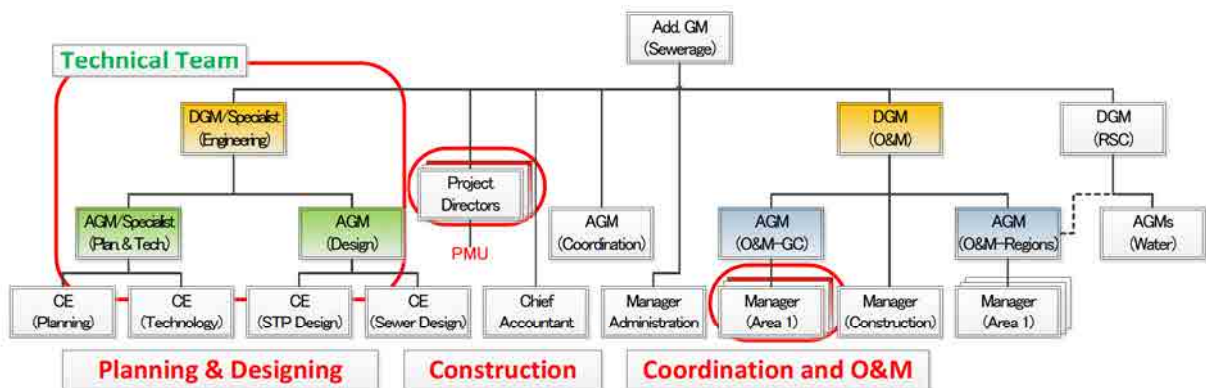 Add. GM
(Sewerage)
Technical Team
DGM/Specialist
(Engineering)
DGM
(O&M)
DGM
(RSC)
Project
Directors
PMU
AGM/Specialist
(Plan. & Tech)
AGM
(Design)
AGM
(Coordination)
AGM
(O&M-GC)
AGM
(O&M-Regions)
AGMs
(Water)
CE
(Planning)
CE
(Technology)
CE
(STP Design)
CE
(Sewer Design)
Chief
Accountant
Manager
Administration
Manager
(Area 1)
Manager
(Construction)
Manager
(Area 1)
Planning & Designing
Construction
Coordination and O&M